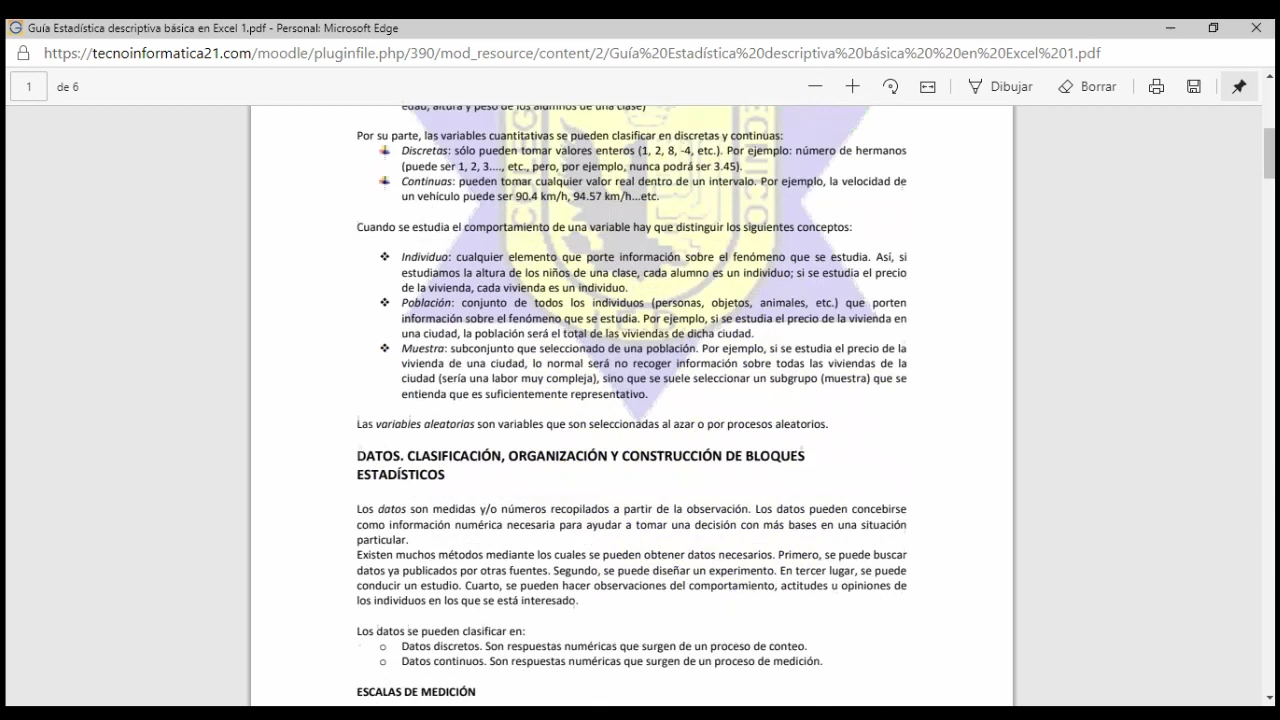 Guía Estadística descriptiva básica en Excel 1.pdf - Personal: Microsoft Edge
https://tecnoinformatica21.com/moodle/pluginfile.php/390/mod_resource/content/2/Guía%20Estadística%20descriptiva%20básica%20%20en%20Excel%201.pdf
1 de 6 Dibujar Borrar
edad, altura y peso de los alumnos de una clase)
Por su parte, las variables cuantitativas se pueden clasificar en discretas y continuas:
Discretas: sólo pueden tomar valores enteros (1, 2, 8, -4, etc.). Por ejemplo: número de hermanos
(puede ser 1, 2, 3...., etc., pero, por ejemplo, nunca podrá ser 3.45).
Continuas: pueden tomar cualquier valor real dentro de un intervalo. Por ejemplo, la velocidad de
un vehículo puede ser 90.4 km/h, 94.57 km/h...etc.
Cuando se estudia el comportamiento de una variable hay que distinguir los siguientes conceptos:
❖ Individuo: cualquier elemento que porte información sobre el fenómeno que se estudia. Así, si
estudiamos la altura de los niños de una clase, cada alumno es un individuo; si se estudia el precio
de la vivienda, cada vivienda es un individuo.
❖ Población: conjunto de todos los individuos (personas, objetos, animales, etc.) que porten
información sobre el fenómeno que se estudia. Por ejemplo, si se estudia el precio de la vivienda en
una ciudad, la población será el total de las viviendas de dicha ciudad.
❖ Muestra: subconjunto que seleccionado de una población. Por ejemplo, si se estudia el precio de la
vivienda de una ciudad, lo normal será no recoger información sobre todas las viviendas de la
ciudad (sería una labor muy compleja), sino que se suele seleccionar un subgrupo (muestra) que se
entienda que es suficientemente representativo.
Las variables aleatorias son variables que son seleccionadas al azar o por procesos aleatorios.
DATOS. CLASIFICACIÓN, ORGANIZACIÓN Y CONSTRUCCIÓN DE BLOQUES
ESTADÍSTICOS
Los datos son medidas y/o números recopilados a partir de la observación. Los datos pueden concebirse
como información numérica necesaria para ayudar a tomar una decisión con más bases en una situación
particular.
Existen muchos métodos mediante los cuales se pueden obtener datos necesarios. Primero, se puede buscar
datos ya publicados por otras fuentes. Segundo, se puede diseñar un experimento. En tercer lugar, se puede
conducir un estudio. Cuarto, se pueden hacer observaciones del comportamiento, actitudes u opiniones de
los individuos en los que se está interesado.
Los datos se pueden clasificar en:
o Datos discretos. Son respuestas numéricas que surgen de un proceso de conteo.
o Datos continuos. Son respuestas numéricas que surgen de un proceso de medición.
ESCALAS DE MEDICIÓN